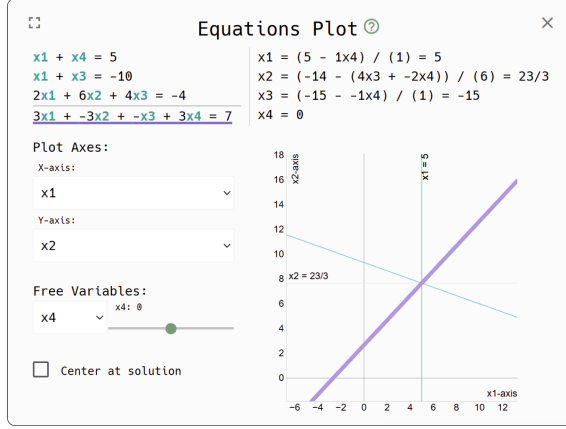 Equations Plot ?
x1 + x4 = 5
x1 + x3 = -10
2x1 + 6x2 + 4x3 = -4
3x1 + -3x2 + -x3 + 3x4 = 7
x1 = (5 - 1x4) / (1) = 5
x2 = (-14 - (4x3 + -2x4)) / (6) = 23/3
x3 = (-15 - -1x4) / (1) = -15
x4 = 0
Plot Axes:
X-axis:
x1
Y-axis:
x2
Free Variables:
x4
x4: 0
Center at solution
x2-axis
x1 = 5
18
16
14
12
10
8
x2 = 23/3
6
4
2
0
x1-axis
-6 -4 -2 0 2 4 6 8 10 12